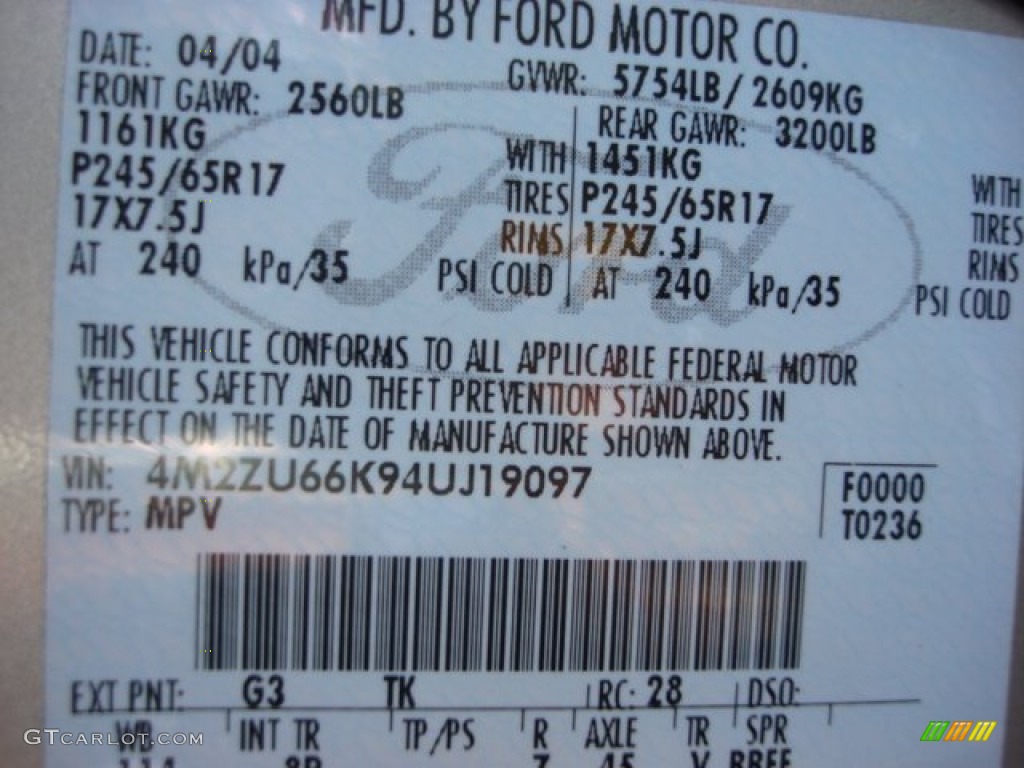 MFD. BY FORD MOTOR CO.
DATE: 04/04 GVWR: 5754LB/ 2609KG
FRONT GAWR: 2560LB REAR GAWR: 3200LB
1161KG WITH 1451KG WITH
P245/65R17 TIRES P245/65R17 TIRES
17X7.5J RIMS 17X7.5J RIMS
AT 240 kPa/35 PSI COLD AT 240 kPa/35 PSI COLD
Ford
THIS VEHICLE CONFORMS TO ALL APPLICABLE FEDERAL MOTOR
VEHICLE SAFETY AND THEFT PREVENTION STANDARDS IN
EFFECT ON THE DATE OF MANUFACTURE SHOWN ABOVE.
VIN: 4M2ZU66K94UJ19097 F0000
TYPE: MPV T0236
EXT PNT: G3 TK RC: 28 DSO:
WB INT TR TP/PS R AXLE TR SPR
7 45 V
GTCARLOT.COM